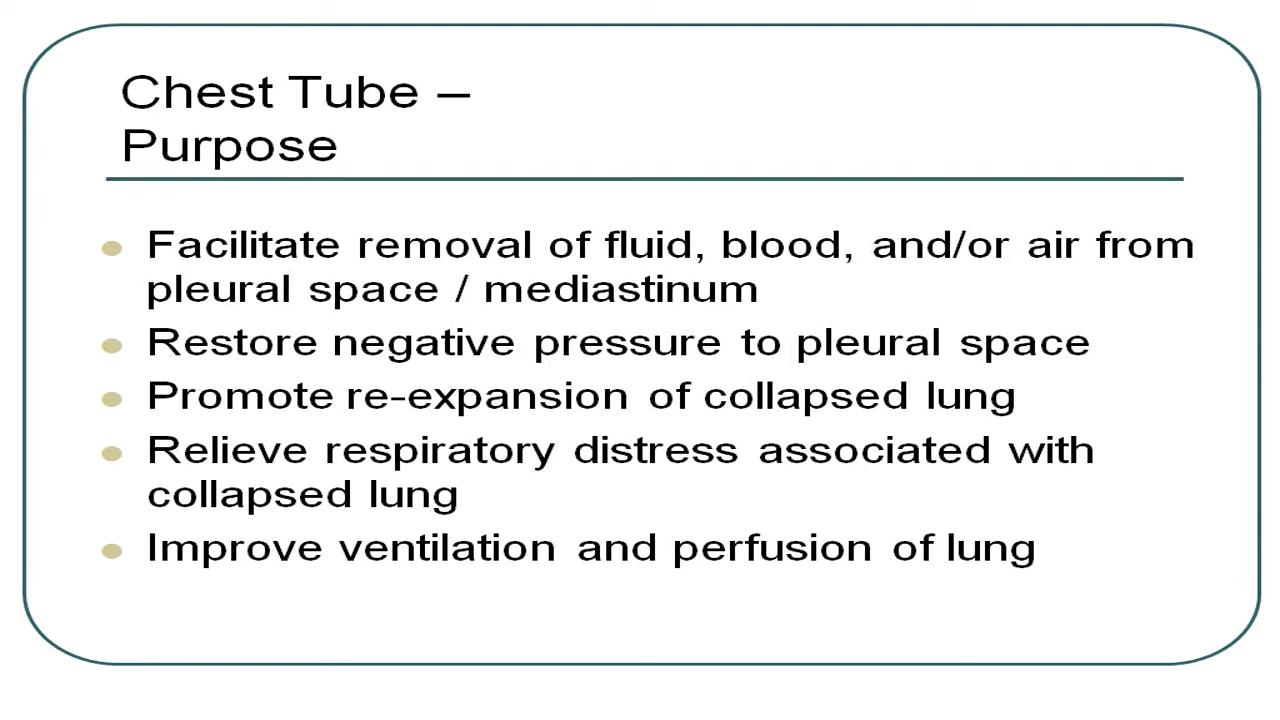 Chest Tube –
Purpose
Facilitate removal of fluid, blood, and/or air from
pleural space / mediastinum
Restore negative pressure to pleural space
Promote re-expansion of collapsed lung
Relieve respiratory distress associated with
collapsed lung
Improve ventilation and perfusion of lung